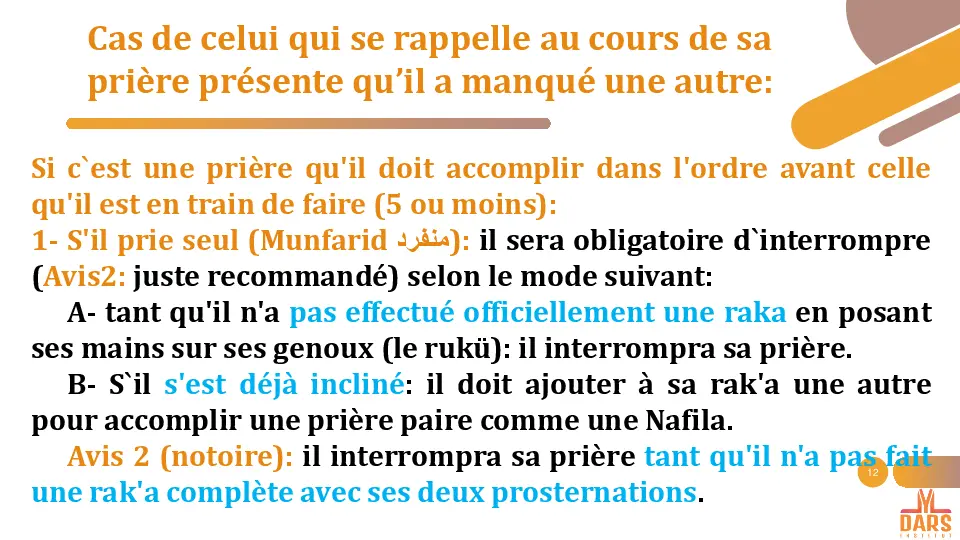 Cas de celui qui se rappelle au cours de sa
prière présente qu’il a manqué une autre:
Si c`est une prière qu'il doit accomplir dans l'ordre avant celle
qu'il est en train de faire (5 ou moins):
1- S'il prie seul (Munfarid منفرد): il sera obligatoire d`interrompre
(Avis2: juste recommandé) selon le mode suivant:
A- tant qu'il n'a pas effectué officiellement une raka en posant
ses mains sur ses genoux (le rukü): il interrompra sa prière.
B- S`il s'est déjà incliné: il doit ajouter à sa rak'a une autre
pour accomplir une prière paire comme une Nafila.
Avis 2 (notoire): il interrompra sa prière tant qu'il n'a pas fait
une rak'a complète avec ses deux prosternations.
12
DARS
INSTITUT